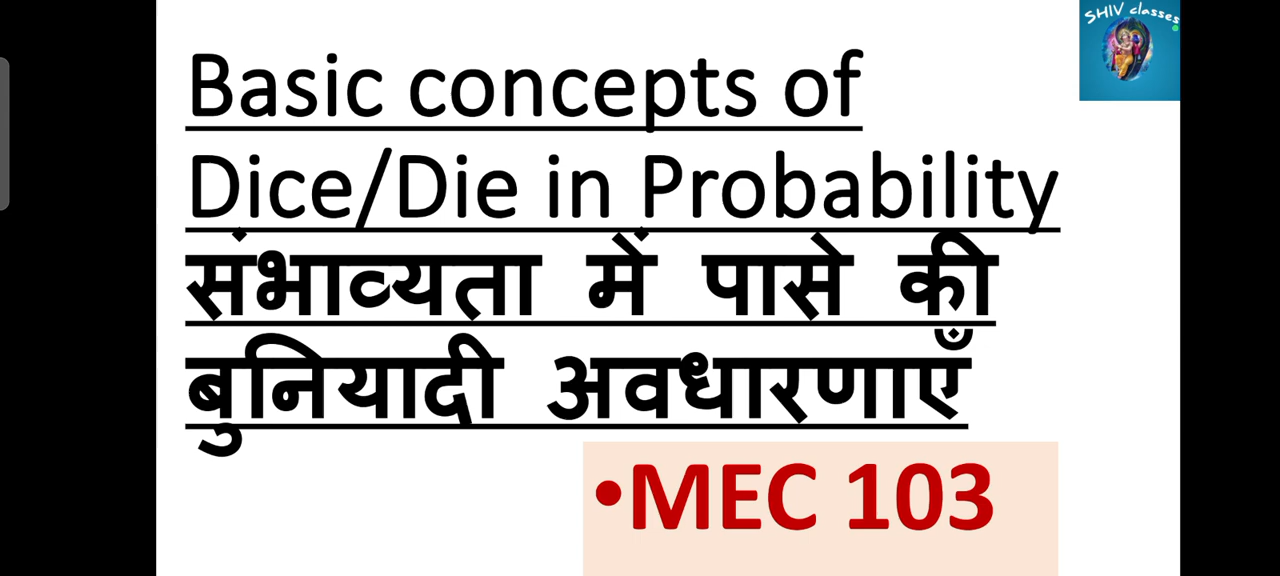 SHIV classes
Basic concepts of
Dice/Die in Probability
संभाव्यता में पासे की
बुनियादी अवधारणाएँ
•MEC 103